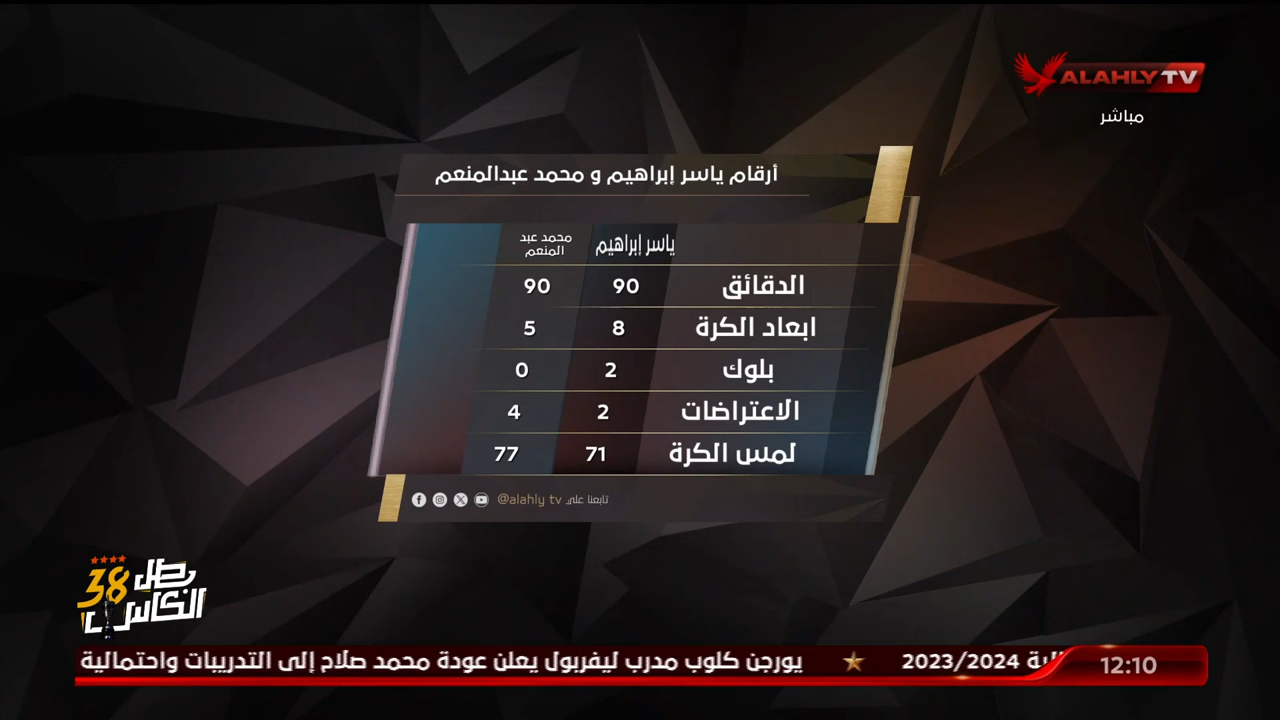 ALAHLY TV
مباشر
أرقام ياسر إبراهيم و محمد عبدالمنعم
ياسر إبراهيم محمد عبد المنعم
الدقائق 90 90
ابعاد الكرة 8 5
بلوك 2 0
الاعتراضات 2 4
لمس الكرة 71 77
تابعنا علي @alahly tv
بطل الكاس 38
12:10
2023/2024 ★ يورجن كلوب مدرب ليفربول يعلن عودة محمد صلاح إلى التدريبات واحتمالية